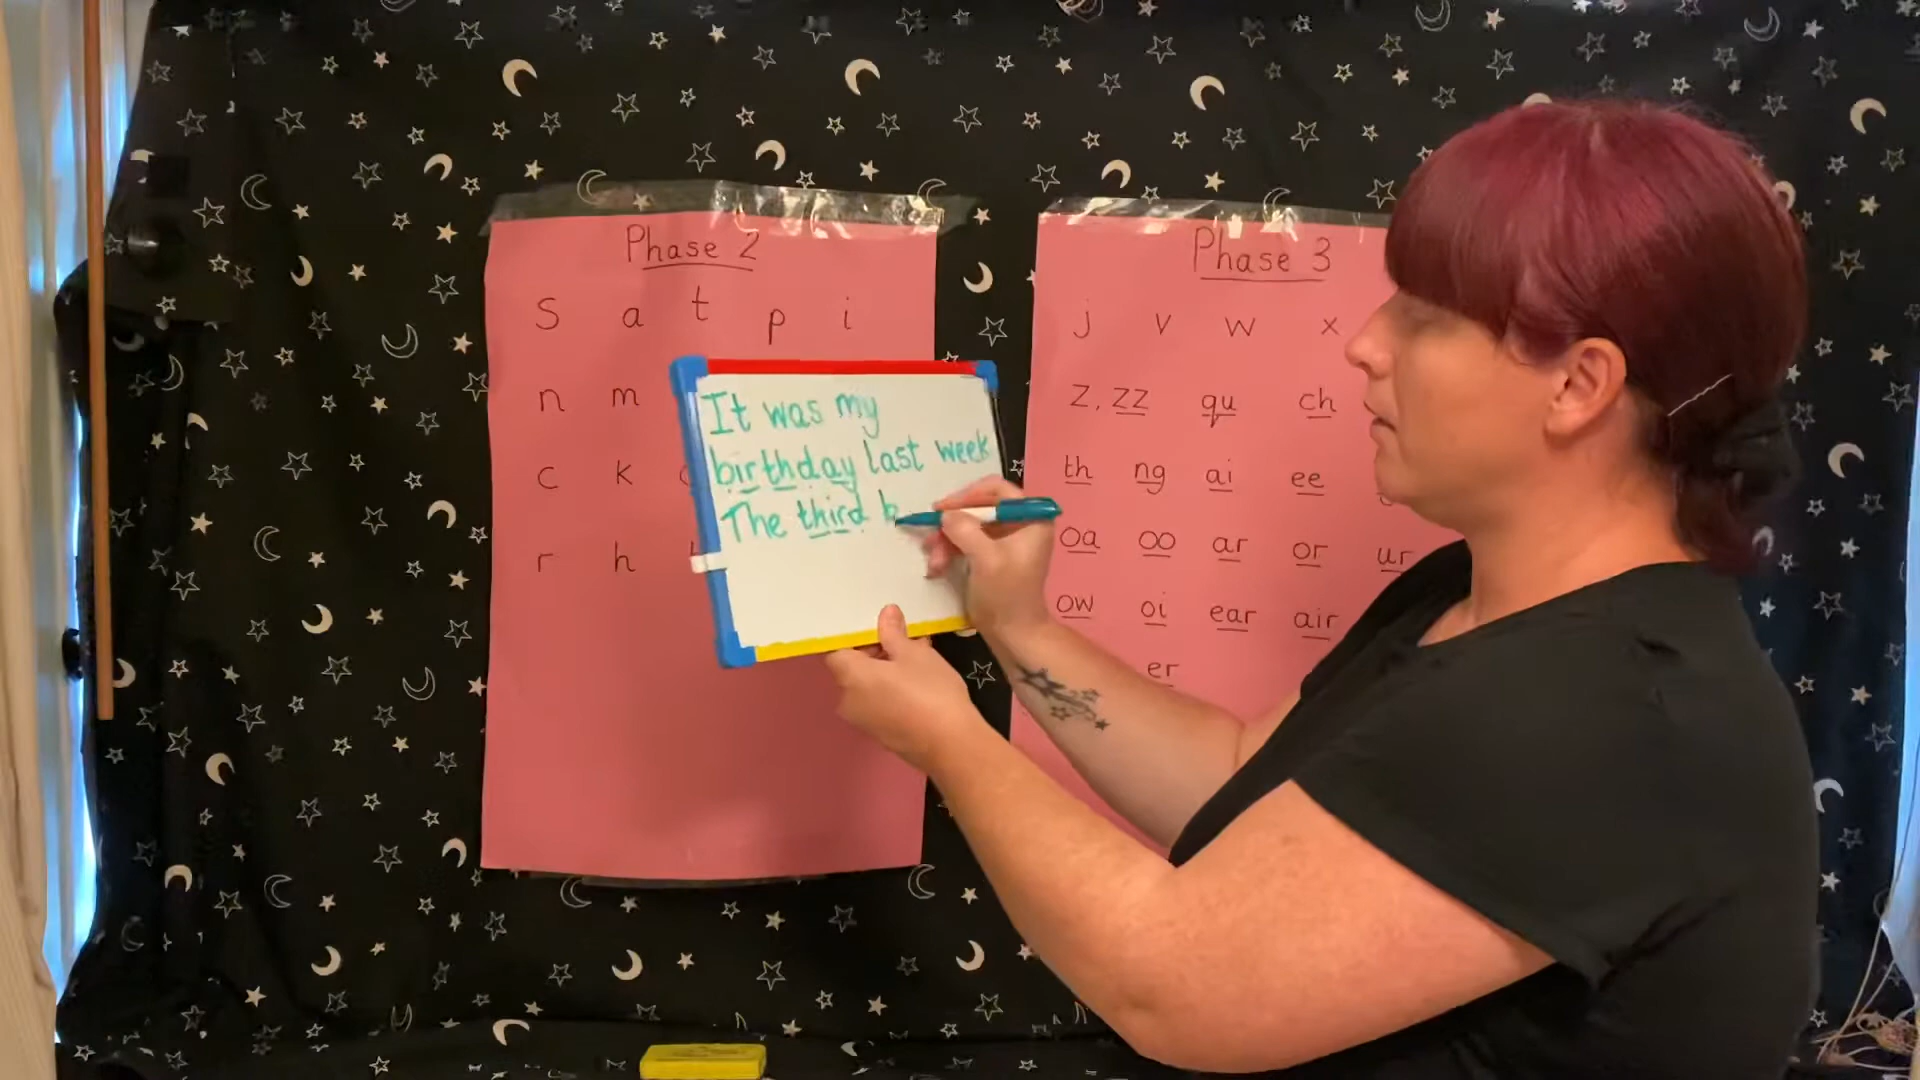 Phase 2
s a t p i
n m
c k
r h
It was my
birthday last week
The third
Phase 3
j v w x
z, zz qu ch
th ng ai ee
oa oo ar or ur
ow oi ear air
er